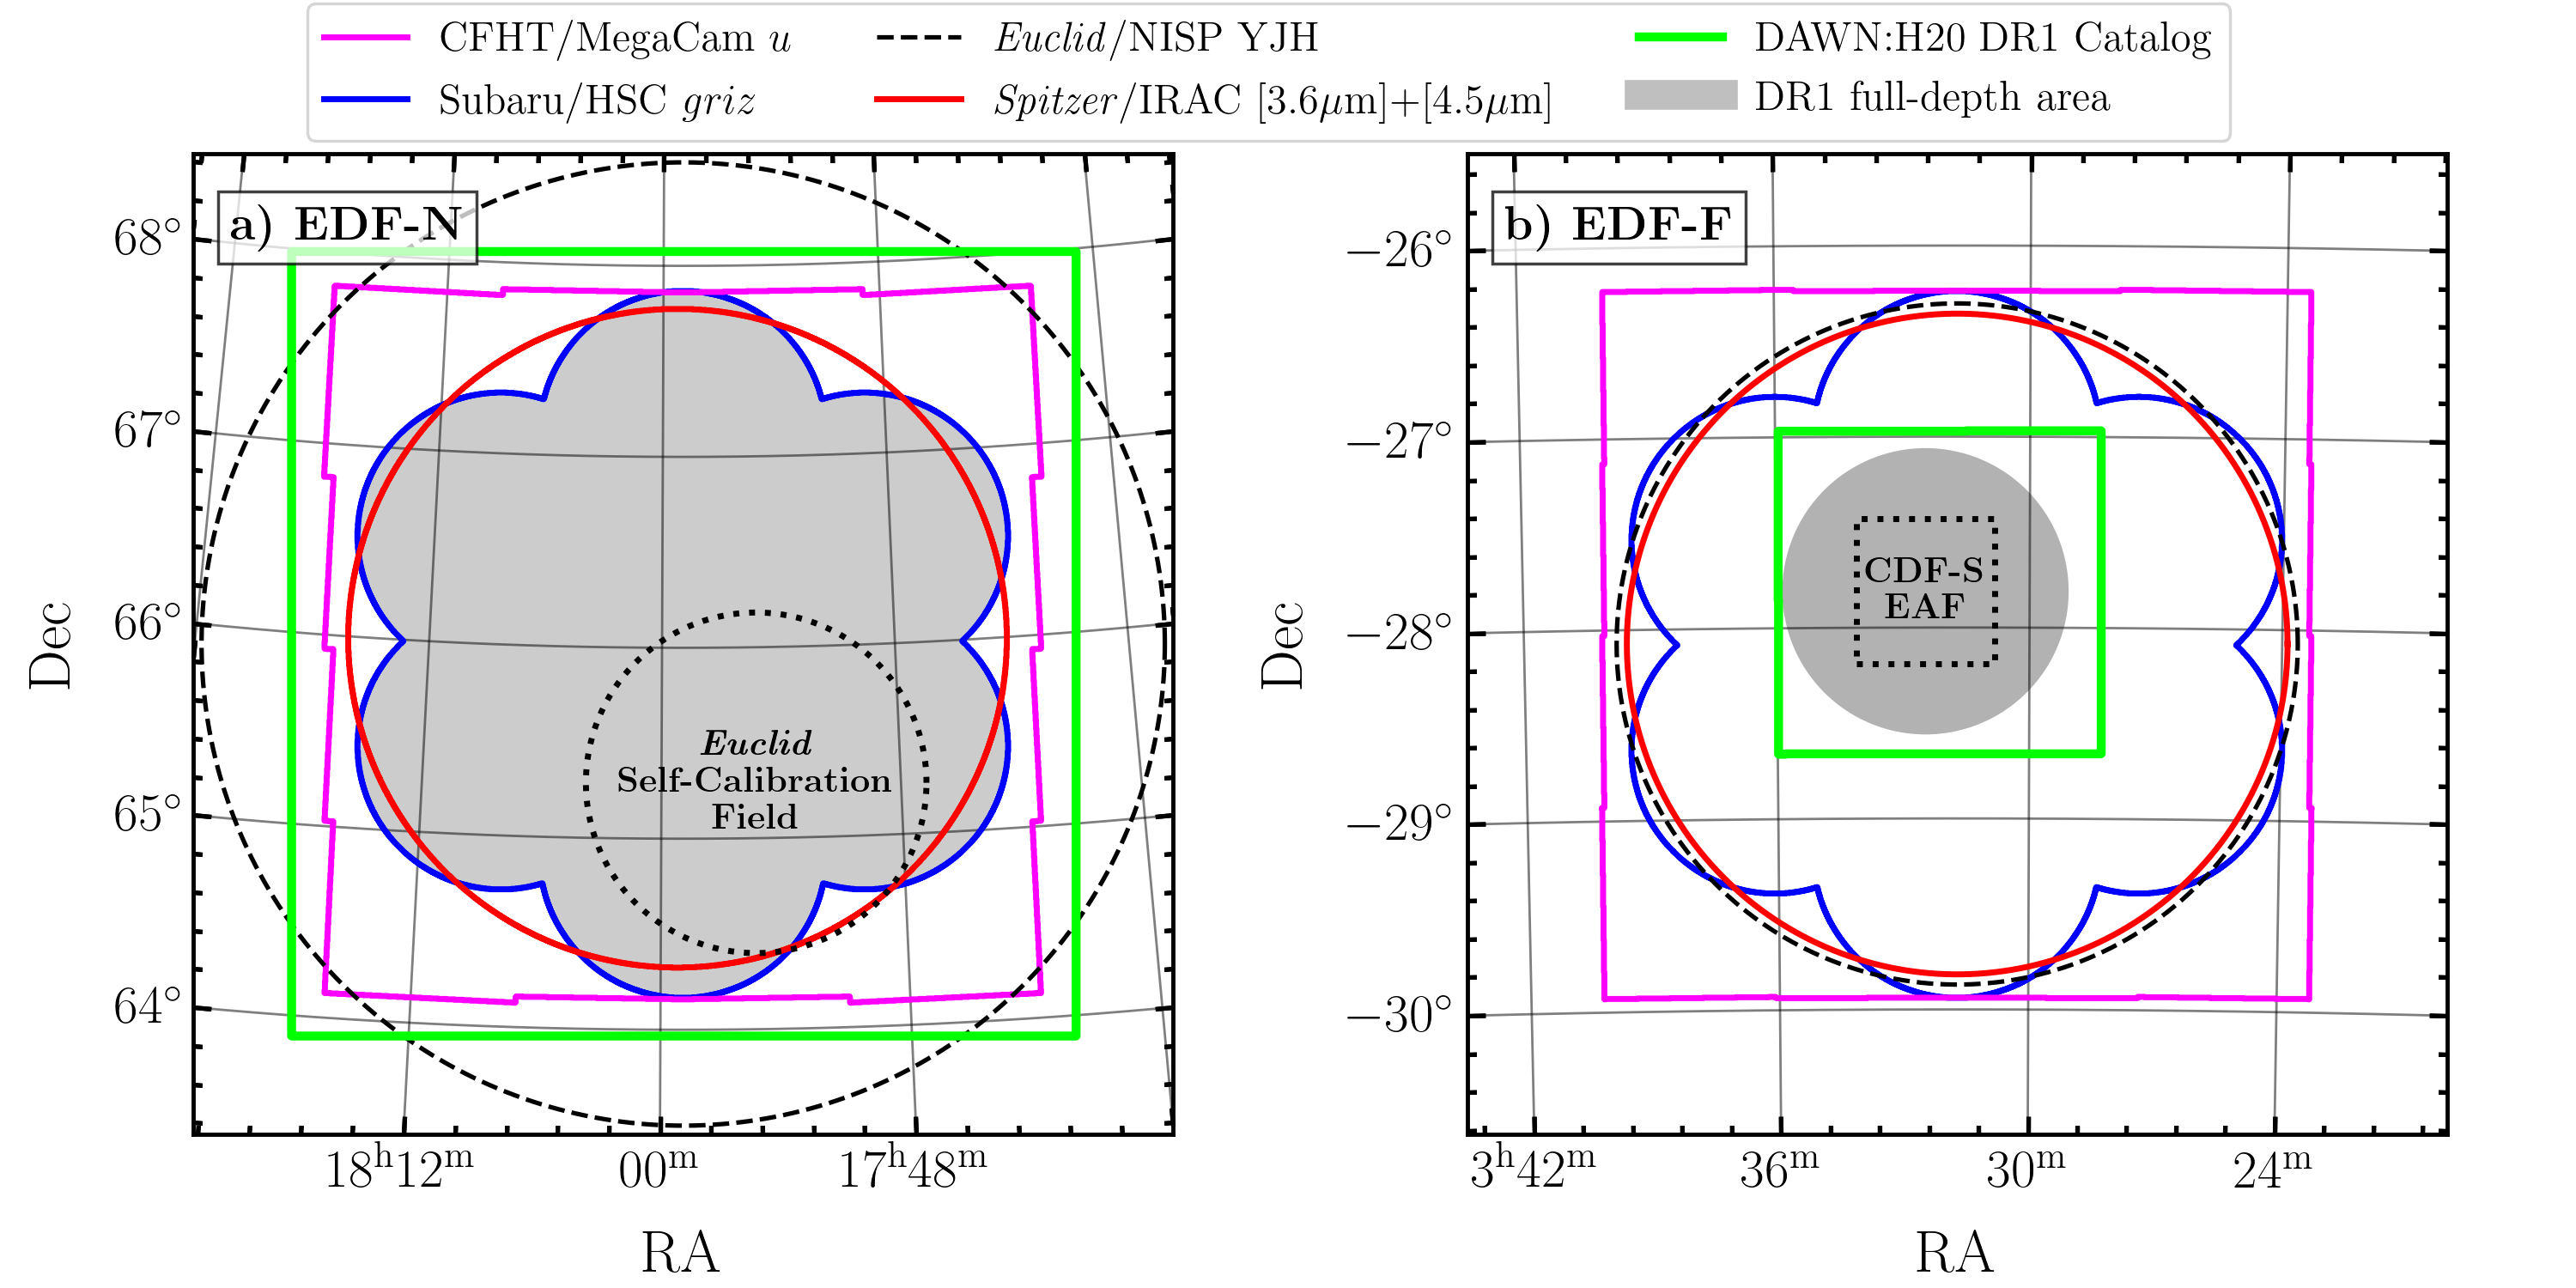 CFHT/MegaCam u
Subaru/HSC griz
Euclid/NISP YJH
Spitzer/IRAC [3.6μm]+[4.5μm]
DAWN:H20 DR1 Catalog
DR1 full-depth area
a) EDF-N
68°
67°
66°
65°
64°
Dec
Euclid
Self-Calibration
Field
18ʰ12ᵐ
00ᵐ
17ʰ48ᵐ
RA
b) EDF-F
−26°
−27°
−28°
−29°
−30°
Dec
CDF-S
EAF
3ʰ42ᵐ
36ᵐ
30ᵐ
24ᵐ
RA